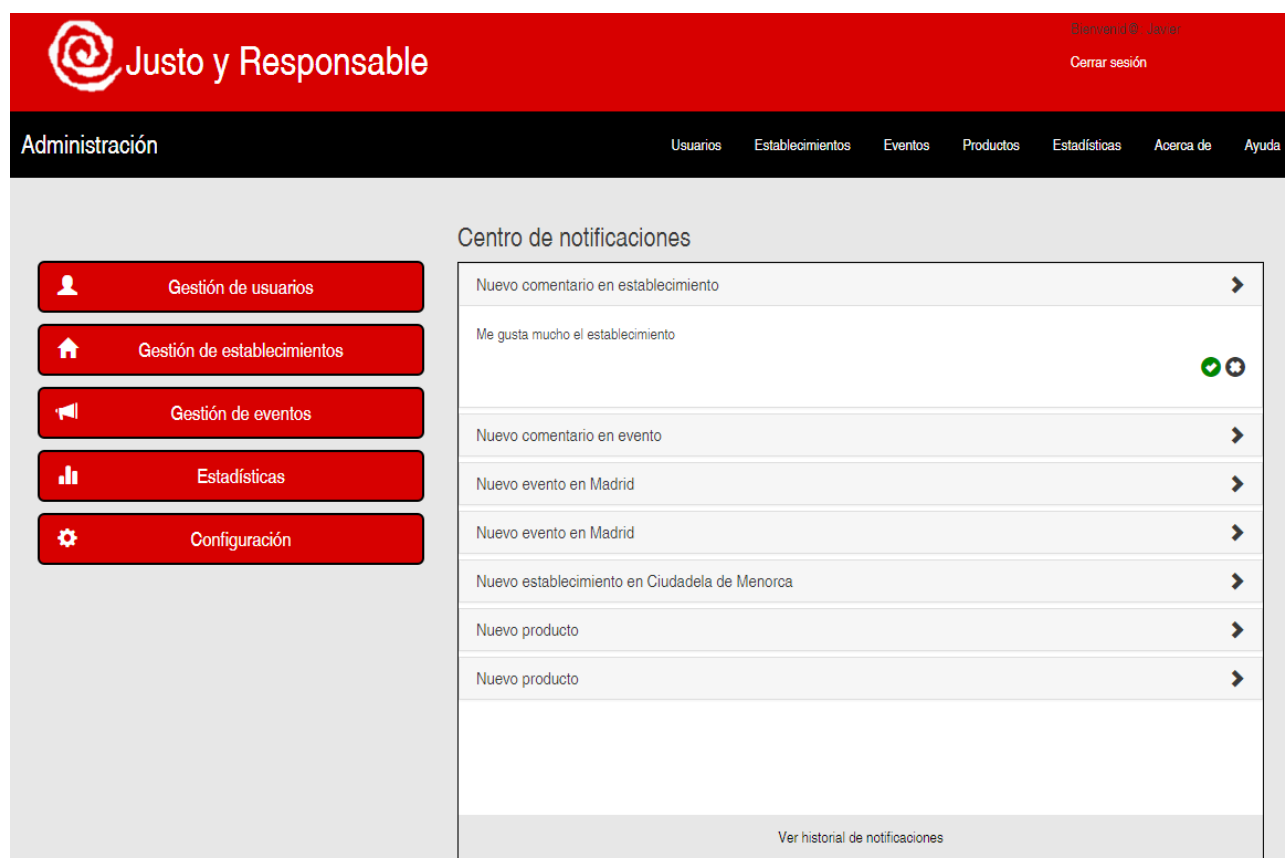 Bienvenid@ Javier
Justo y Responsable
Cerrar sesión
Administración
Usuarios Establecimientos Eventos Productos Estadísticas Acerca de Ayuda
Centro de notificaciones
Gestión de usuarios
Gestión de establecimientos
Gestión de eventos
Estadísticas
Configuración
Nuevo comentario en establecimiento
Me gusta mucho el establecimiento
Nuevo comentario en evento
Nuevo evento en Madrid
Nuevo evento en Madrid
Nuevo establecimiento en Ciudadela de Menorca
Nuevo producto
Nuevo producto
Ver historial de notificaciones